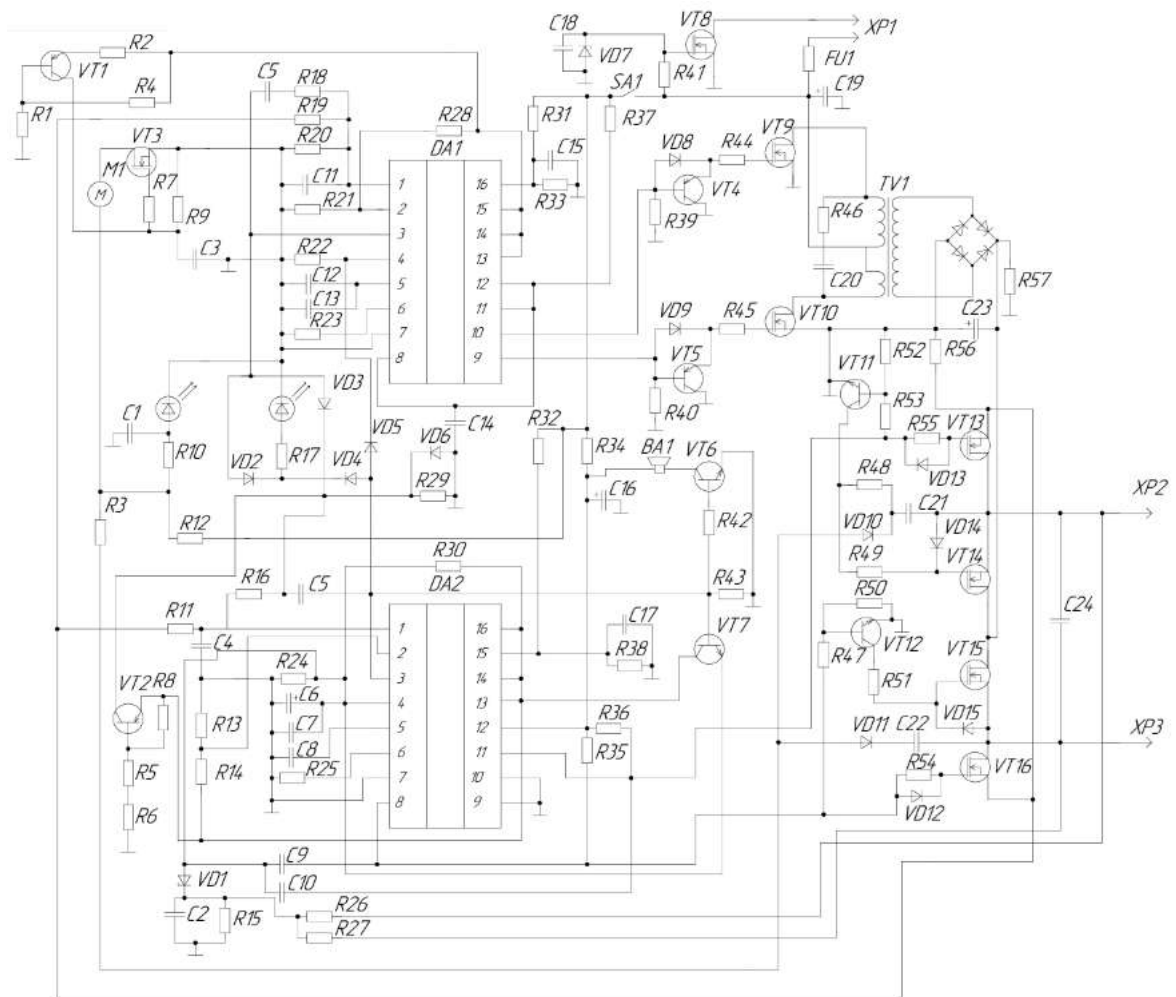 C18
VT8
XP1
R2
VT1
VD7
FU1
R4
C5
R18
R41
SA1
C19
R1
R19
R31
R37
R28
VT3
R20
DA1
VD8
R44
VT9
M1
C15
M
R7
C11
1
16
VT4
TV1
R21
2
15
R33
R9
R39
R46
3
14
C3
R22
4
13
C12
5
12
C20
R57
C13
6
11
VD9
R45
C23
R23
7
10
VT10
8
9
VT5
R52
R56
VT11
VD3
R40
R53
C1
VD5
C14
R32
R34
VD6
BA1
VT6
R55
VT13
R10
R17
VD2
VD4
C16
R48
VD13
R3
R29
XP2
C21
R12
R42
VD10
VD14
R30
R49
VT14
R16
C5
DA2
R43
R50
C24
R11
1
16
C17
VT7
C4
2
15
VT12
VT15
R24
3
14
R38
R47
R8
C6
4
13
R51
VT2
C7
5
12
R36
VD15
R13
C8
6
11
VD11
C22
XP3
R5
R14
R25
7
10
R35
R54
VT16
R6
8
9
VD12
C9
VD1
C10
C2
R15
R26
R27